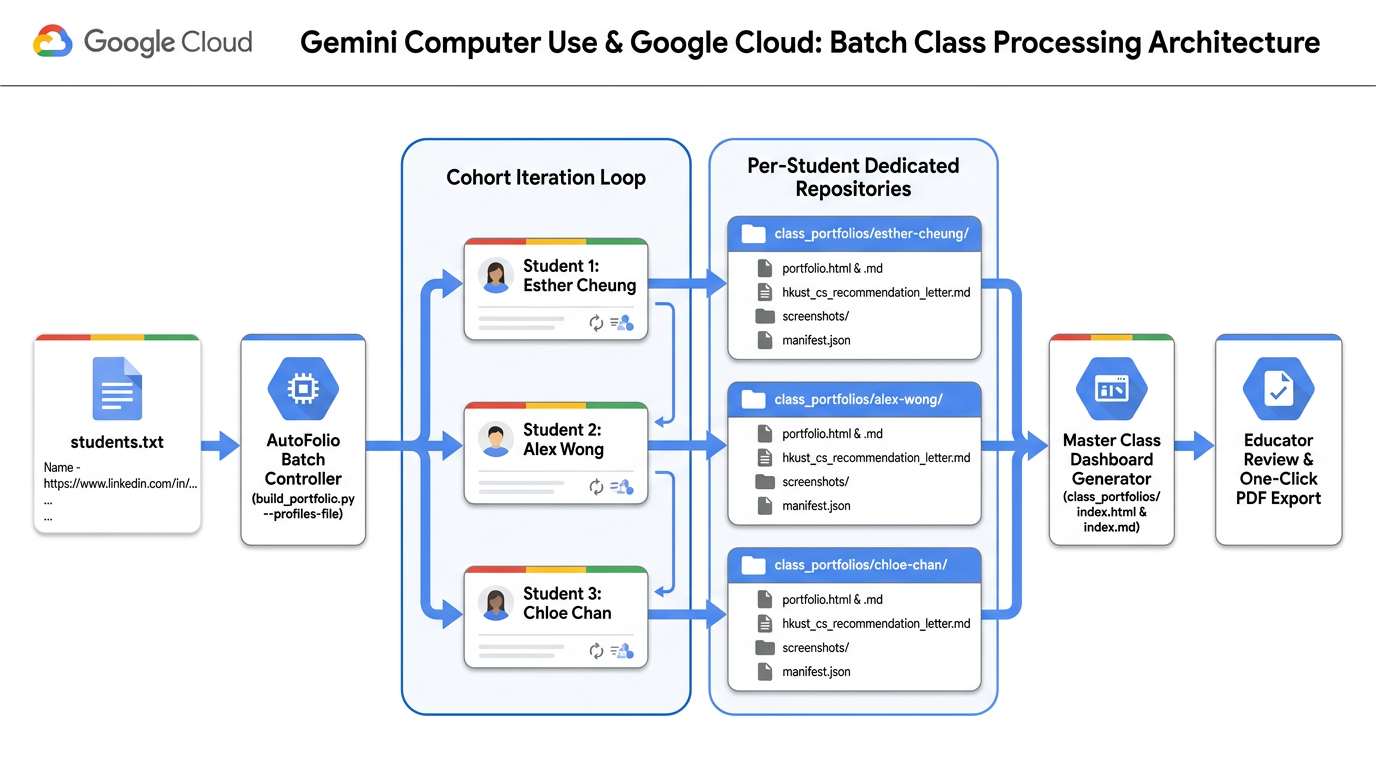 Google Cloud
Gemini Computer Use & Google Cloud: Batch Class Processing Architecture
students.txt
Name -
https://www.linkedin.com/in/...
...
...
AutoFolio
Batch
Controller
(build_portfolio.py
--profiles-file)
Cohort Iteration Loop
Student 1:
Esther Cheung
Student 2:
Alex Wong
Student 3:
Chloe Chan
Per-Student Dedicated
Repositories
class_portfolios/esther-cheung/
portfolio.html & .md
hkust_cs_recommendation_letter.md
screenshots/
manifest.json
class_portfolios/alex-wong/
portfolio.html & .md
hkust_cs_recommendation_letter.md
screenshots/
manifest.json
class_portfolios/chloe-chan/
portfolio.html & .md
hkust_cs_recommendation_letter.md
screenshots/
manifest.json
Master Class
Dashboard
Generator
(class_portfolios/
index.html &
index.md)
Educator
Review &
One-Click
PDF Export